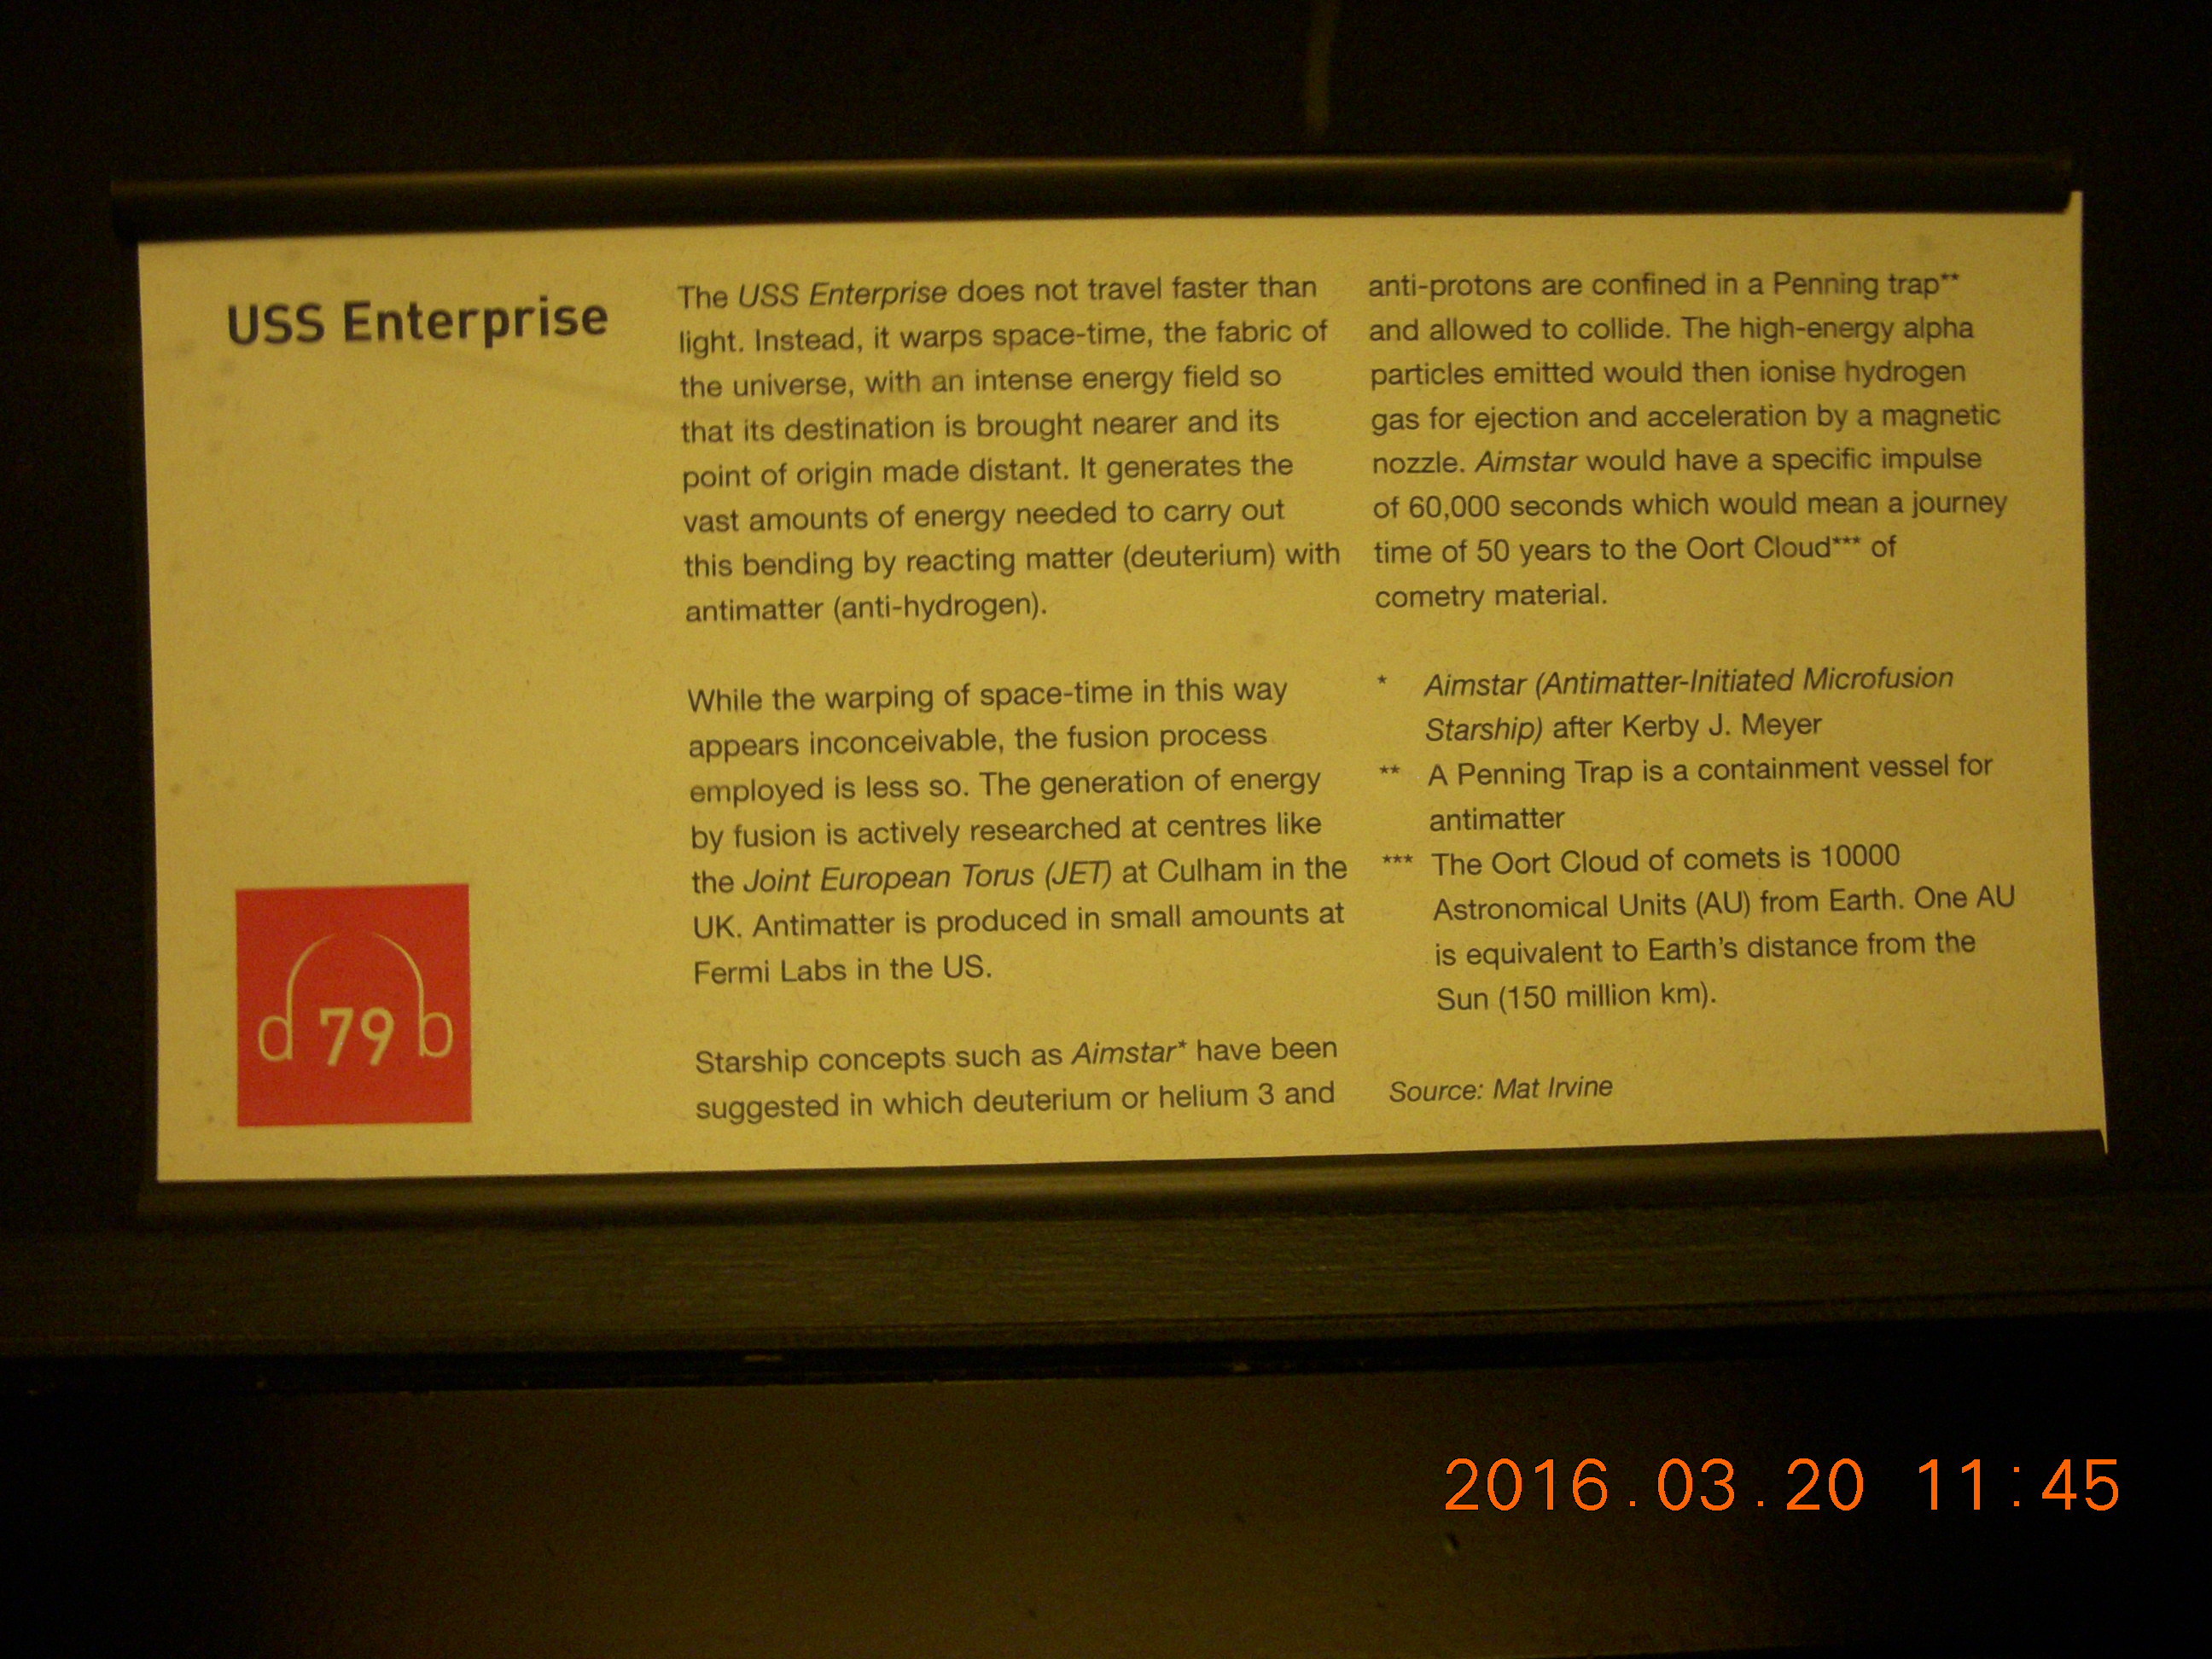 USS Enterprise
The USS Enterprise does not travel faster than
light. Instead, it warps space-time, the fabric of
the universe, with an intense energy field so
that its destination is brought nearer and its
point of origin made distant. It generates the
vast amounts of energy needed to carry out
this bending by reacting matter (deuterium) with
antimatter (anti-hydrogen).
While the warping of space-time in this way
appears inconceivable, the fusion process
employed is less so. The generation of energy
by fusion is actively researched at centres like
the Joint European Torus (JET) at Culham in the
UK. Antimatter is produced in small amounts at
Fermi Labs in the US.
Starship concepts such as Aimstar* have been
suggested in which deuterium or helium 3 and
anti-protons are confined in a Penning trap**
and allowed to collide. The high-energy alpha
particles emitted would then ionise hydrogen
gas for ejection and acceleration by a magnetic
nozzle. Aimstar would have a specific impulse
of 60,000 seconds which would mean a journey
time of 50 years to the Oort Cloud*** of
cometry material.
* Aimstar (Antimatter-Initiated Microfusion
Starship) after Kerby J. Meyer
** A Penning Trap is a containment vessel for
antimatter
*** The Oort Cloud of comets is 10000
Astronomical Units (AU) from Earth. One AU
is equivalent to Earth's distance from the
Sun (150 million km).
Source: Mat Irvine
79
2016.03.20 11:45